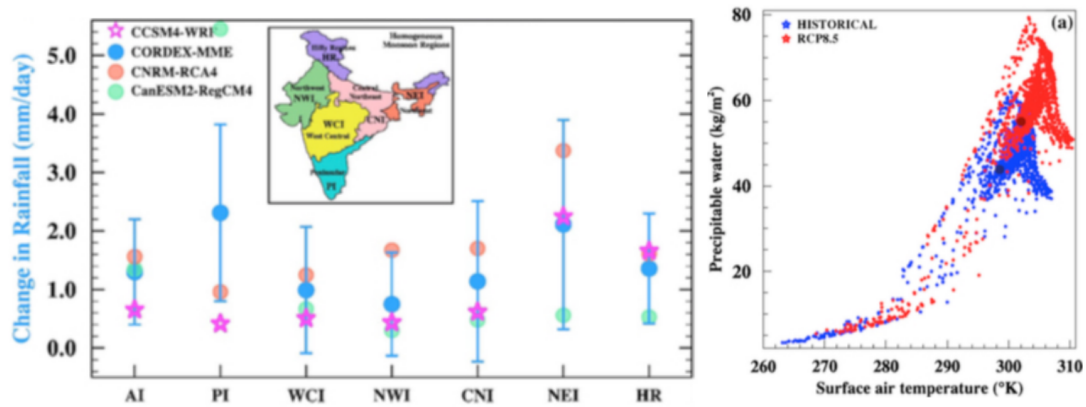 Change in Rainfall (mm/day)
5.0
4.0
3.0
2.0
1.0
0.0
CCSM4-WRF
CORDEX-MME
CNRM-RCA4
CanESM2-RegCM4
Homogeneous
Monsoon Regions
Hilly Regions
HR
Northwest
NWI
Central
Northeast
CNI
NEI
Northeast
WCI
West Central
Peninsular
PI
AI PI WCI NWI CNI NEI HR
Precipitable water (kg/m²)
80
60
40
20
HISTORICAL
RCP8.5
(a)
260 270 280 290 300 310
Surface air temperature (°K)